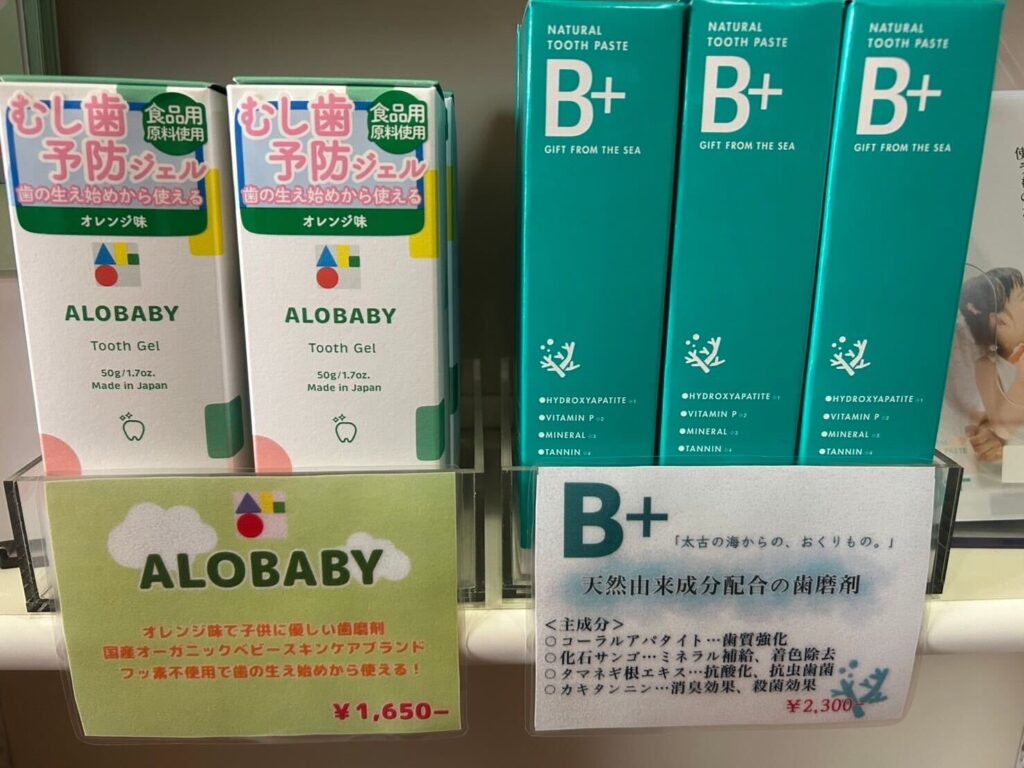 むし歯
予防ジェル
歯の生え始めから使える
食品用
原料使用
オレンジ味
ALOBABY
Tooth Gel
50g/1.7oz.
Made in Japan
むし歯
予防ジェル
歯の生え始めから使える
食品用
原料使用
オレンジ味
ALOBABY
Tooth Gel
50g/1.7oz.
Made in Japan
NATURAL
TOOTH PASTE
B+
GIFT FROM THE SEA
●HYDROXYAPATITE ※1
●VITAMIN P ※2
●MINERAL ※3
●TANNIN ※4
NATURAL
TOOTH PASTE
B+
GIFT FROM THE SEA
●HYDROXYAPATITE ※1
●VITAMIN P ※2
●MINERAL ※3
●TANNIN ※4
NATURAL
TOOTH PASTE
B+
GIFT FROM THE SEA
●HYDROXYAPATITE ※1
●VITAMIN P ※2
●MINERAL ※3
●TANNIN ※4
ALOBABY
オレンジ味で子供に優しい歯磨剤
国産オーガニックベビースキンケアブランド
フッ素不使用で歯の生え始めから使える！
￥1,650−
B+
「太古の海からの、おくりもの。」
天然由来成分配合の歯磨剤
＜主成分＞
○コーラルアパタイト…歯質強化
○化石サンゴ…ミネラル補給、着色除去
○タマネギ根エキス…抗酸化、抗虫歯菌
○カキタンニン…消臭効果、殺菌効果
￥2,300−